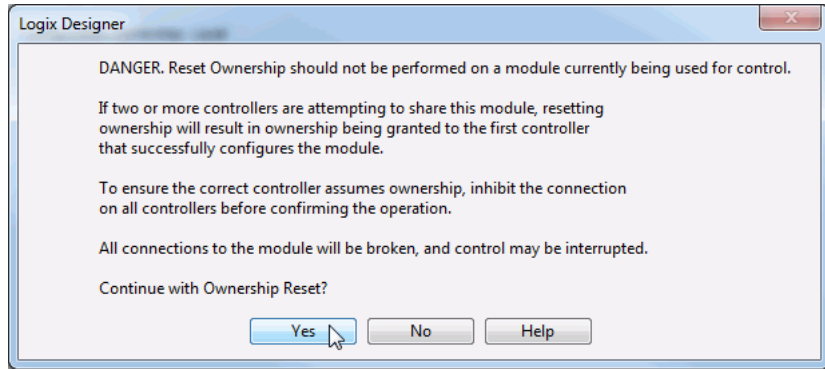 Logix Designer
DANGER. Reset Ownership should not be performed on a module currently being used for control.
If two or more controllers are attempting to share this module, resetting
ownership will result in ownership being granted to the first controller
that successfully configures the module.
To ensure the correct controller assumes ownership, inhibit the connection
on all controllers before confirming the operation.
All connections to the module will be broken, and control may be interrupted.
Continue with Ownership Reset?
Yes
No
Help